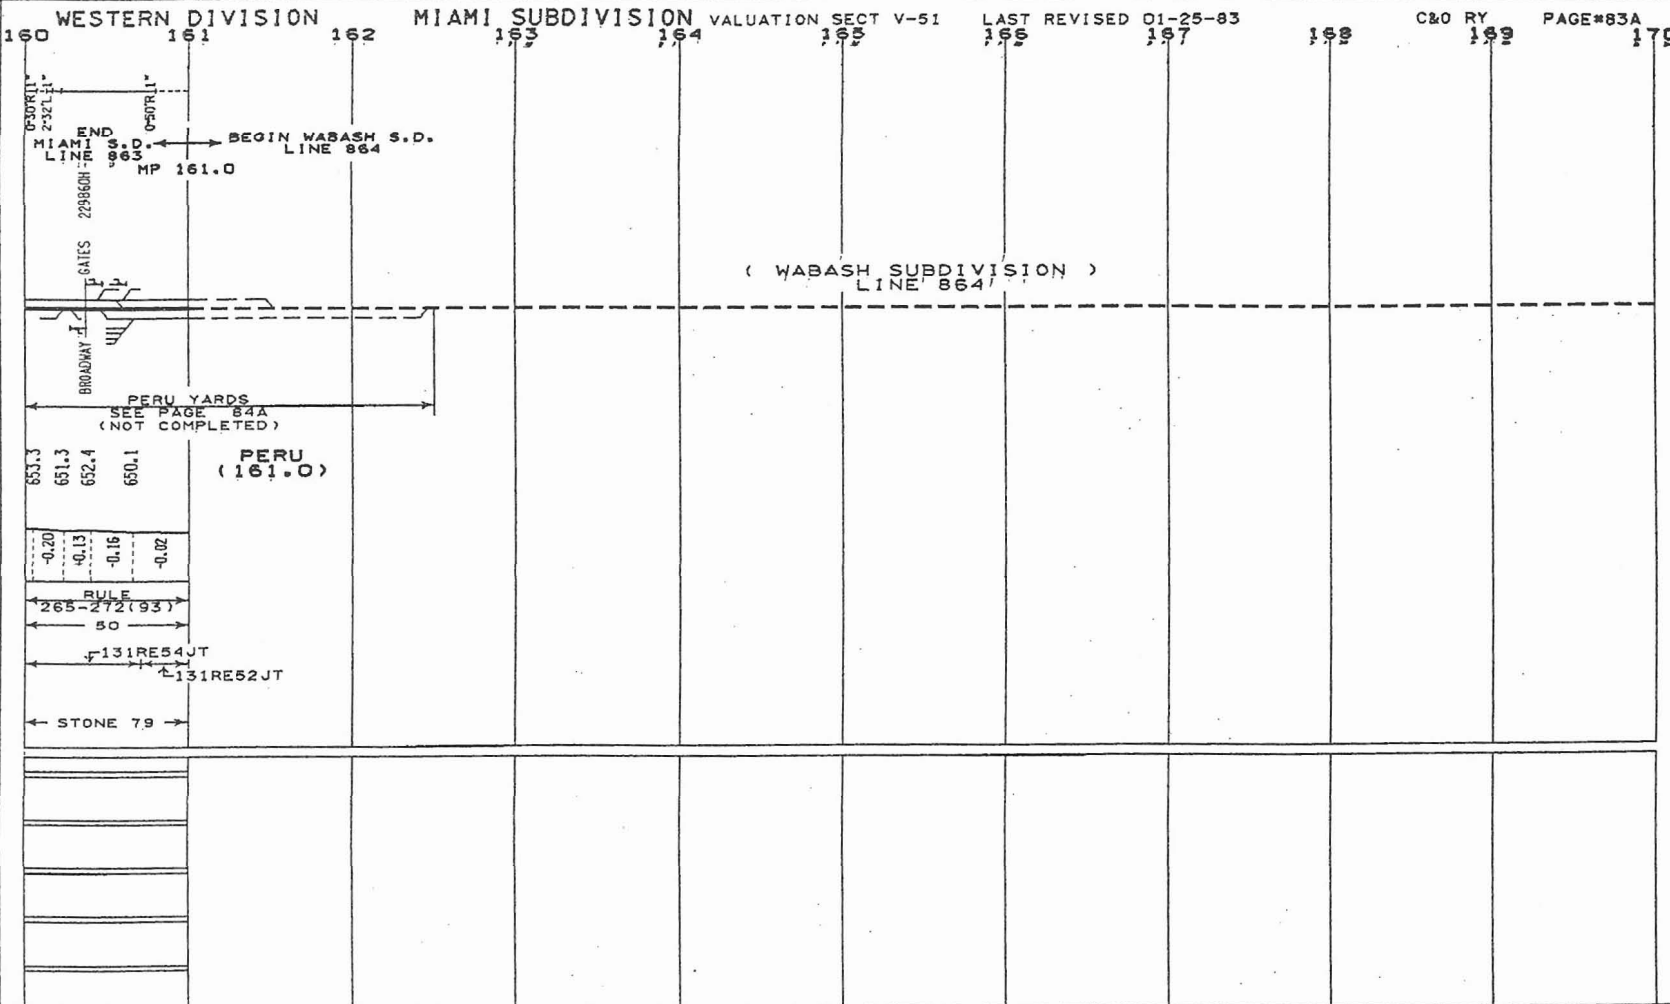 WESTERN DIVISION MIAMI SUBDIVISION VALUATION SECT V-51 LAST REVISED 01-25-83 C&O RY PAGE#83A
160 161 162 163 164 165 166 167 168 169 170
0-30'R 1"
2-32'L 1"
0-50'R 1"
END
MIAMI S.D.
LINE 863
BEGIN WABASH S.D.
LINE 864
MP 161.0
GATES 229860H
BROADWAY
( WABASH SUBDIVISION )
LINE 864
PERU YARDS
SEE PAGE 84A
(NOT COMPLETED)
653.3
651.3
652.4
650.1
PERU
(161.0)
-0.20
+0.13
-0.16
-0.02
RULE
265-272(93)
50
131RE54JT
131RE52JT
STONE 79